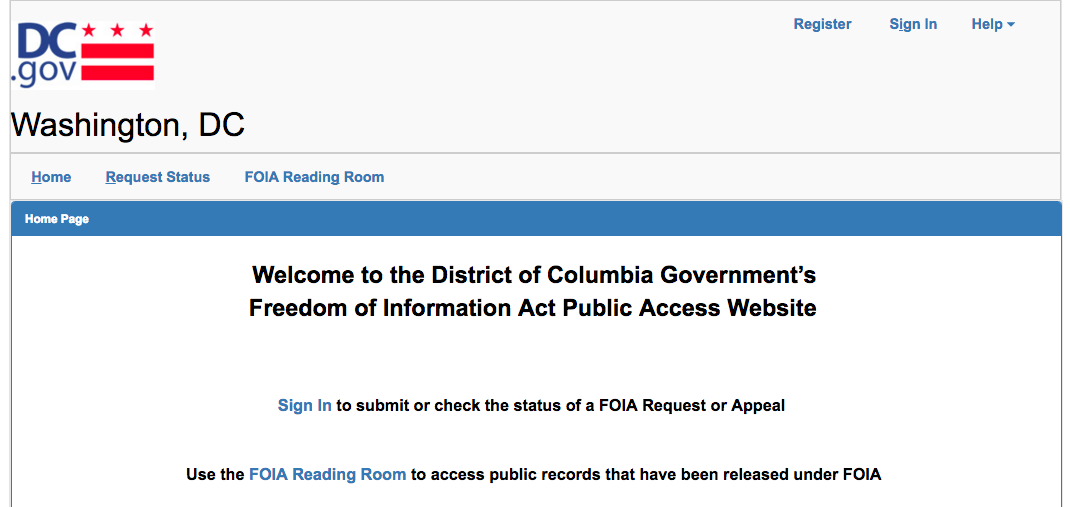 DC
.gov
Register Sign In Help
Washington, DC
Home Request Status FOIA Reading Room
Home Page
Welcome to the District of Columbia Government’s
Freedom of Information Act Public Access Website
Sign In to submit or check the status of a FOIA Request or Appeal
Use the FOIA Reading Room to access public records that have been released under FOIA